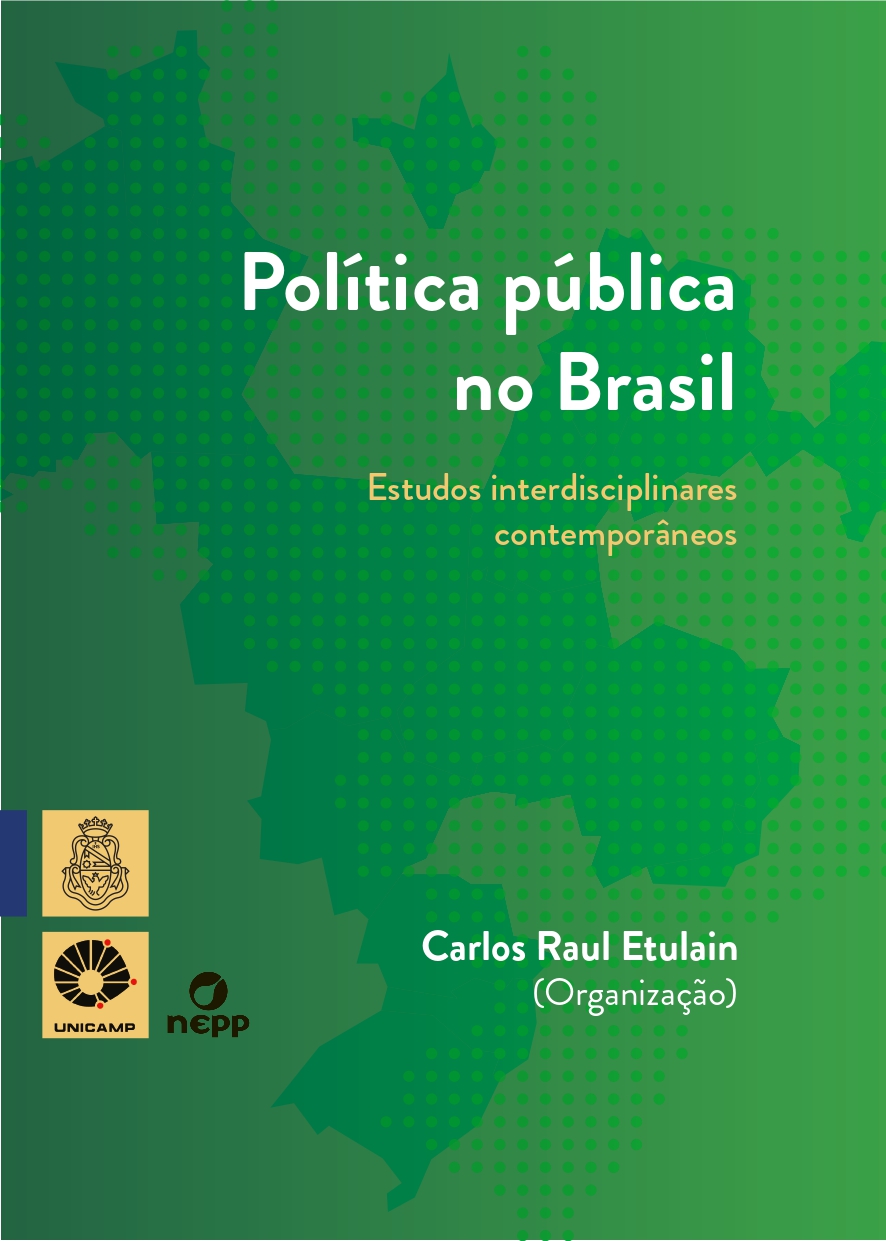 Política pública
no Brasil
Estudos interdisciplinares
contemporâneos
Carlos Raul Etulain
(Organização)
UNICAMP
nepp